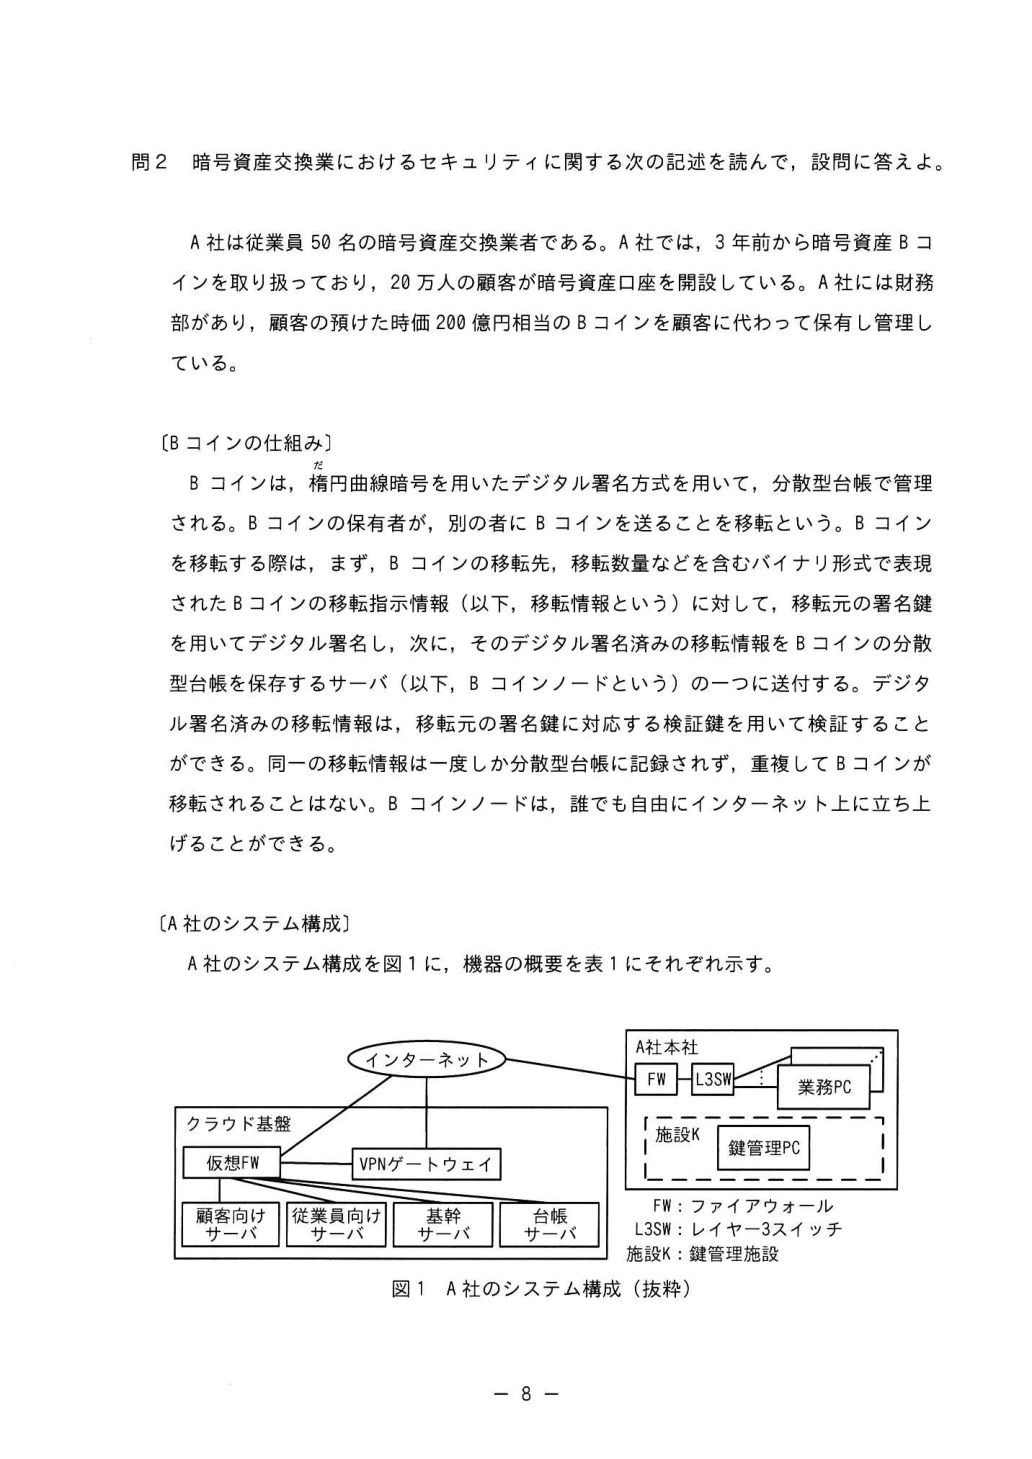 問2　暗号資産交換業におけるセキュリティに関する次の記述を読んで，設問に答えよ。
A社は従業員50名の暗号資産交換業者である。A社では，3年前から暗号資産Bコ
インを取り扱っており，20万人の顧客が暗号資産口座を開設している。A社には財務
部があり，顧客の預けた時価200億円相当のBコインを顧客に代わって保有し管理し
ている。
〔Bコインの仕組み〕
だ
Bコインは，楕円曲線暗号を用いたデジタル署名方式を用いて，分散型台帳で管理
される。Bコインの保有者が，別の者にBコインを送ることを移転という。Bコイン
を移転する際は，まず，Bコインの移転先，移転数量などを含むバイナリ形式で表現
されたBコインの移転指示情報（以下，移転情報という）に対して，移転元の署名鍵
を用いてデジタル署名し，次に，そのデジタル署名済みの移転情報をBコインの分散
型台帳を保存するサーバ（以下，Bコインノードという）の一つに送付する。デジタ
ル署名済みの移転情報は，移転元の署名鍵に対応する検証鍵を用いて検証すること
ができる。同一の移転情報は一度しか分散型台帳に記録されず，重複してBコインが
移転されることはない。Bコインノードは，誰でも自由にインターネット上に立ち上
げることができる。
〔A社のシステム構成〕
A社のシステム構成を図1に，機器の概要を表1にそれぞれ示す。
インターネット
A社本社
FW
L3SW
業務PC
施設K
鍵管理PC
クラウド基盤
仮想FW
VPNゲートウェイ
顧客向け
サーバ
従業員向け
サーバ
基幹
サーバ
台帳
サーバ
FW：ファイアウォール
L3SW：レイヤー3スイッチ
施設K：鍵管理施設
図1　A社のシステム構成（抜粋）
－ 8 －